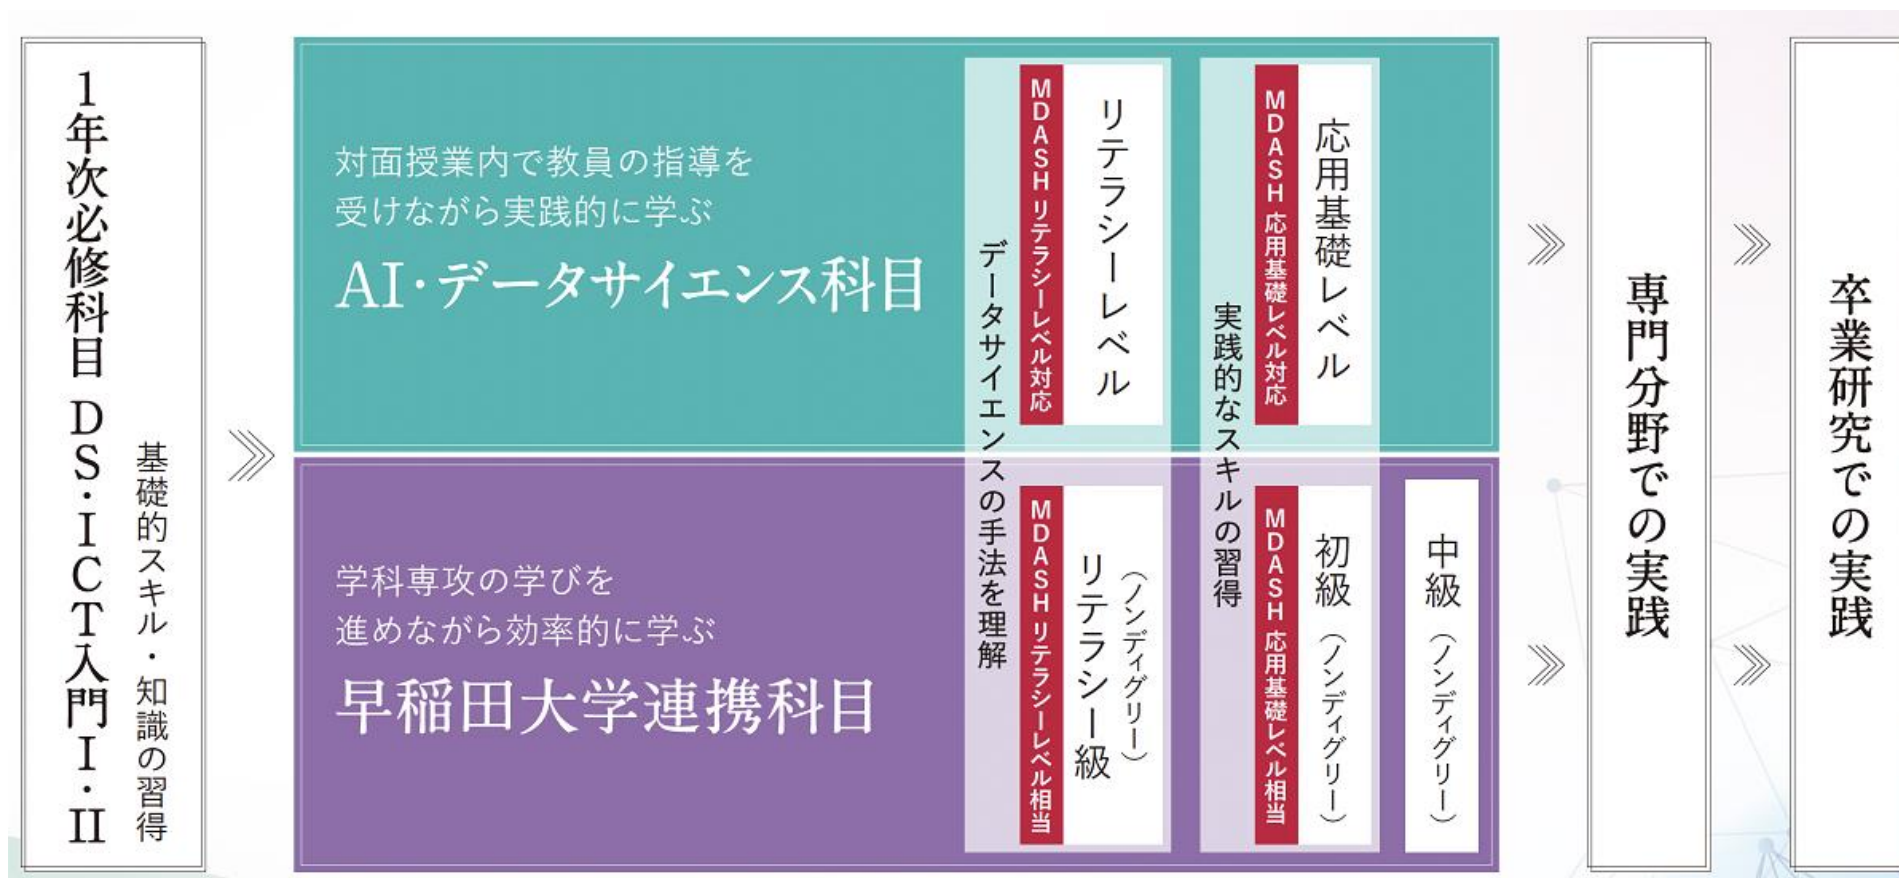 1年次必修科目 DS・ICT入門 I・II
基礎的スキル・知識の習得
対面授業内で教員の指導を
受けながら実践的に学ぶ
AI・データサイエンス科目
データサイエンスの手法を理解
MDASH リテラシーレベル対応
リテラシーレベル
実践的なスキルの習得
MDASH 応用基礎レベル対応
応用基礎レベル
学科専攻の学びを
進めながら効率的に学ぶ
早稲田大学連携科目
MDASH リテラシーレベル相当
リテラシー級
（ノンディグリー）
MDASH 応用基礎レベル相当
初級（ノンディグリー）
中級（ノンディグリー）
専門分野での実践
卒業研究での実践